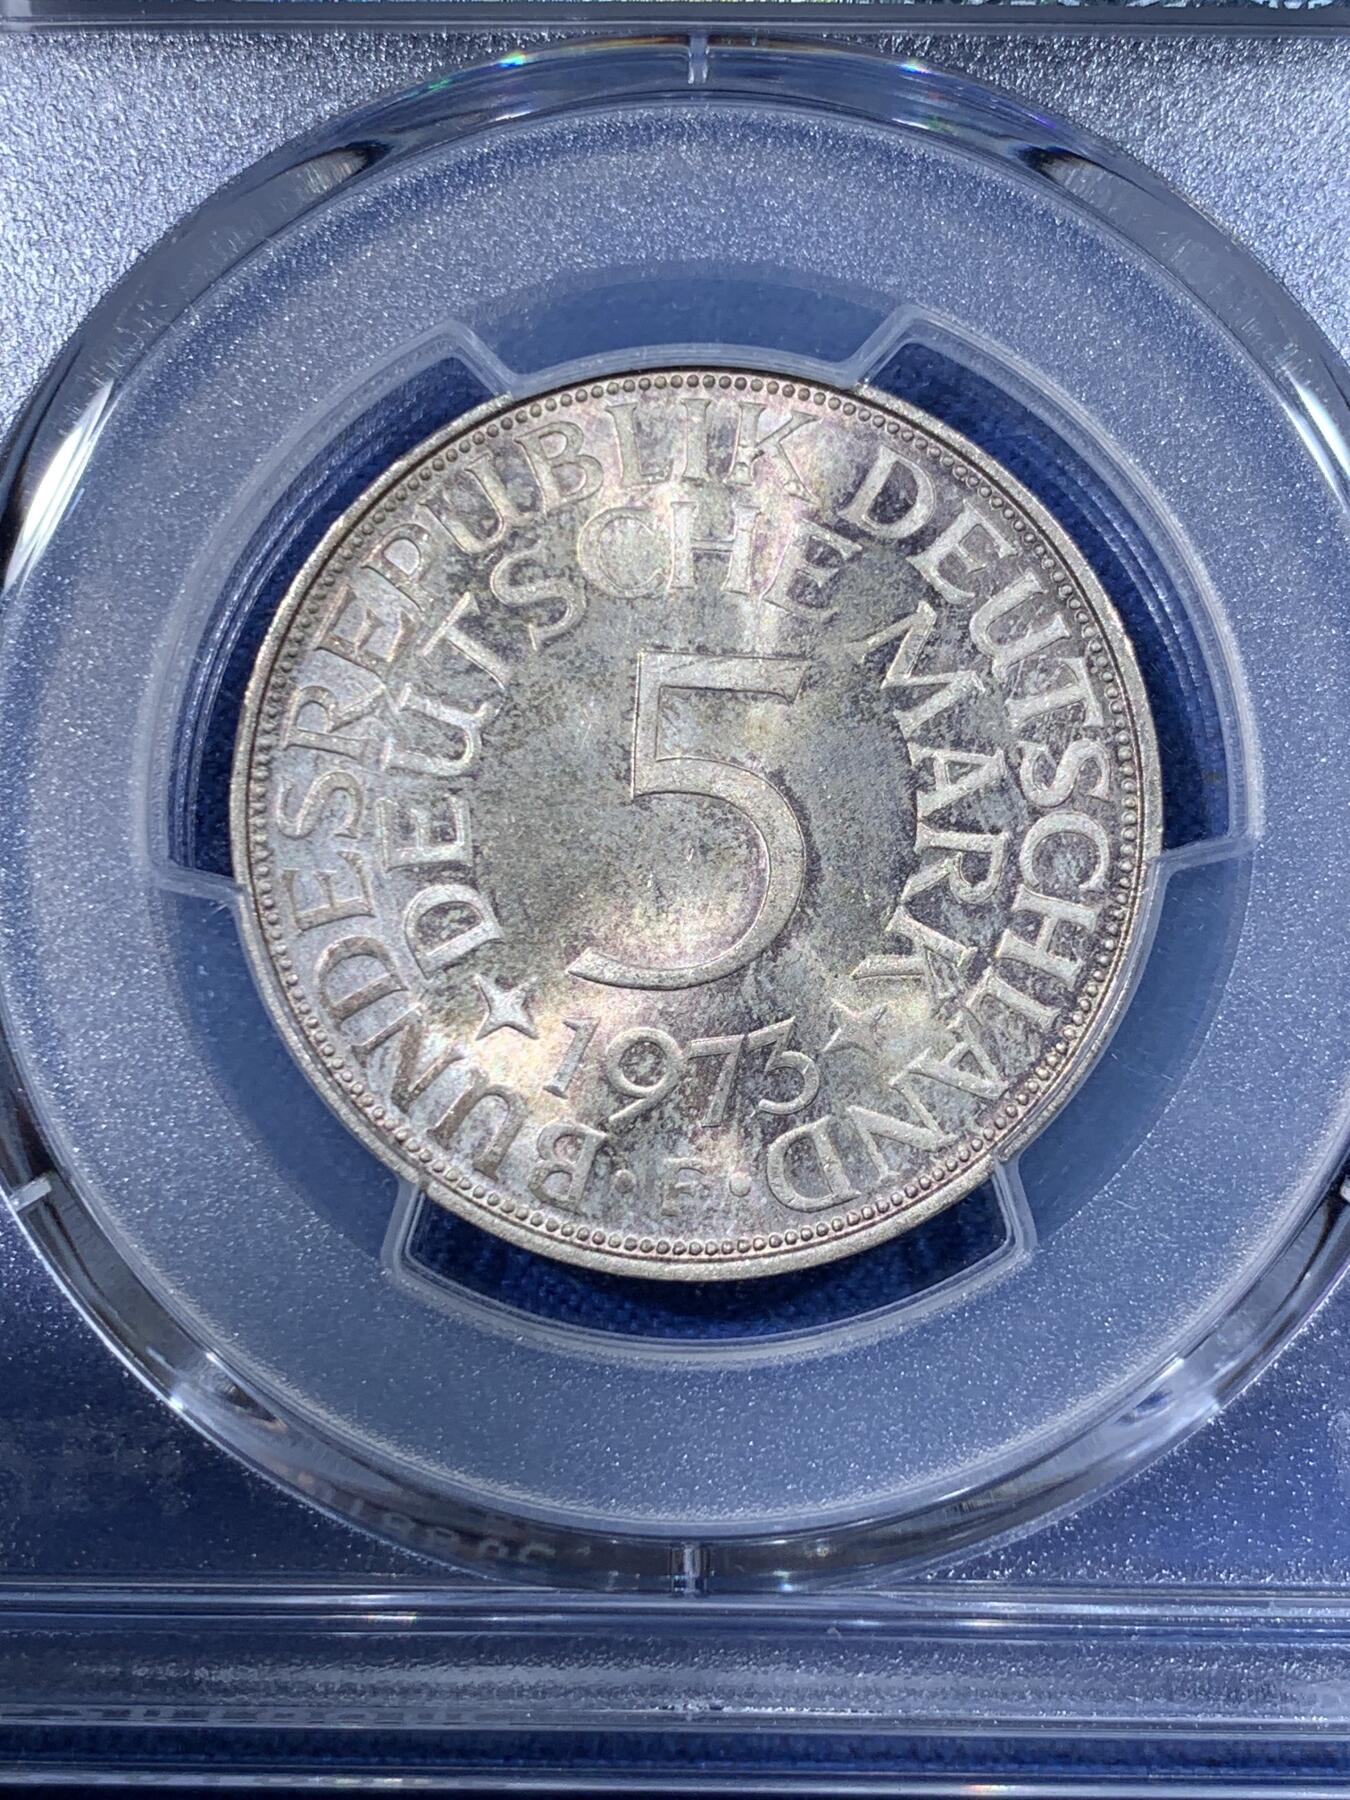 BUNDESREPUBLIK DEUTSCHLAND
DEUTSCHE MARK
5
1973
· F ·